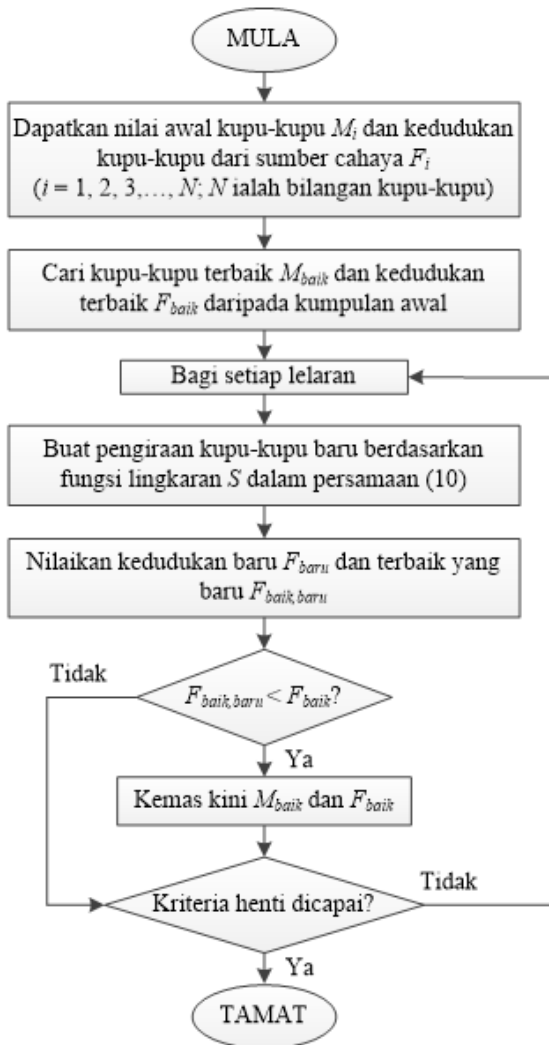 MULA
Dapatkan nilai awal kupu-kupu Mi dan kedudukan
kupu-kupu dari sumber cahaya Fi
(i = 1, 2, 3,…, N; N ialah bilangan kupu-kupu)
Cari kupu-kupu terbaik Mbaik dan kedudukan
terbaik Fbaik daripada kumpulan awal
Bagi setiap lelaran
Buat pengiraan kupu-kupu baru berdasarkan
fungsi lingkaran S dalam persamaan (10)
Nilaikan kedudukan baru Fbaru dan terbaik yang
baru Fbaik,baru
Tidak
Fbaik,baru < Fbaik?
Ya
Kemas kini Mbaik dan Fbaik
Kriteria henti dicapai?
Tidak
Ya
TAMAT